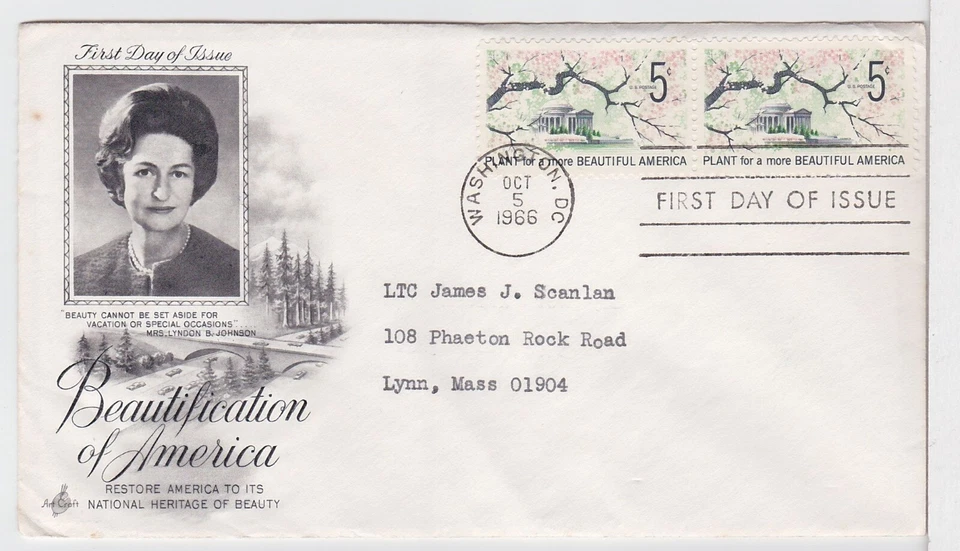 First Day of Issue
"BEAUTY CANNOT BE SET ASIDE FOR
VACATION OR SPECIAL OCCASIONS"...
MRS. LYNDON B. JOHNSON
Beautification
of America
RESTORE AMERICA TO ITS
NATIONAL HERITAGE OF BEAUTY
Art Craft
5¢
U.S. POSTAGE
PLANT for a more BEAUTIFUL AMERICA
5¢
U.S. POSTAGE
PLANT for a more BEAUTIFUL AMERICA
WASHINGTON, DC
OCT
5
1966
FIRST DAY OF ISSUE
LTC James J. Scanlan
108 Phaeton Rock Road
Lynn, Mass 01904